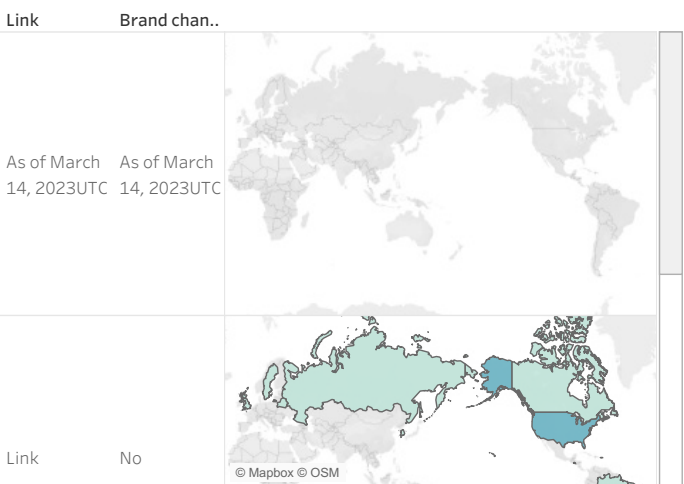 Link Brand chan..
As of March As of March
14, 2023UTC 14, 2023UTC
Link No
© Mapbox © OSM